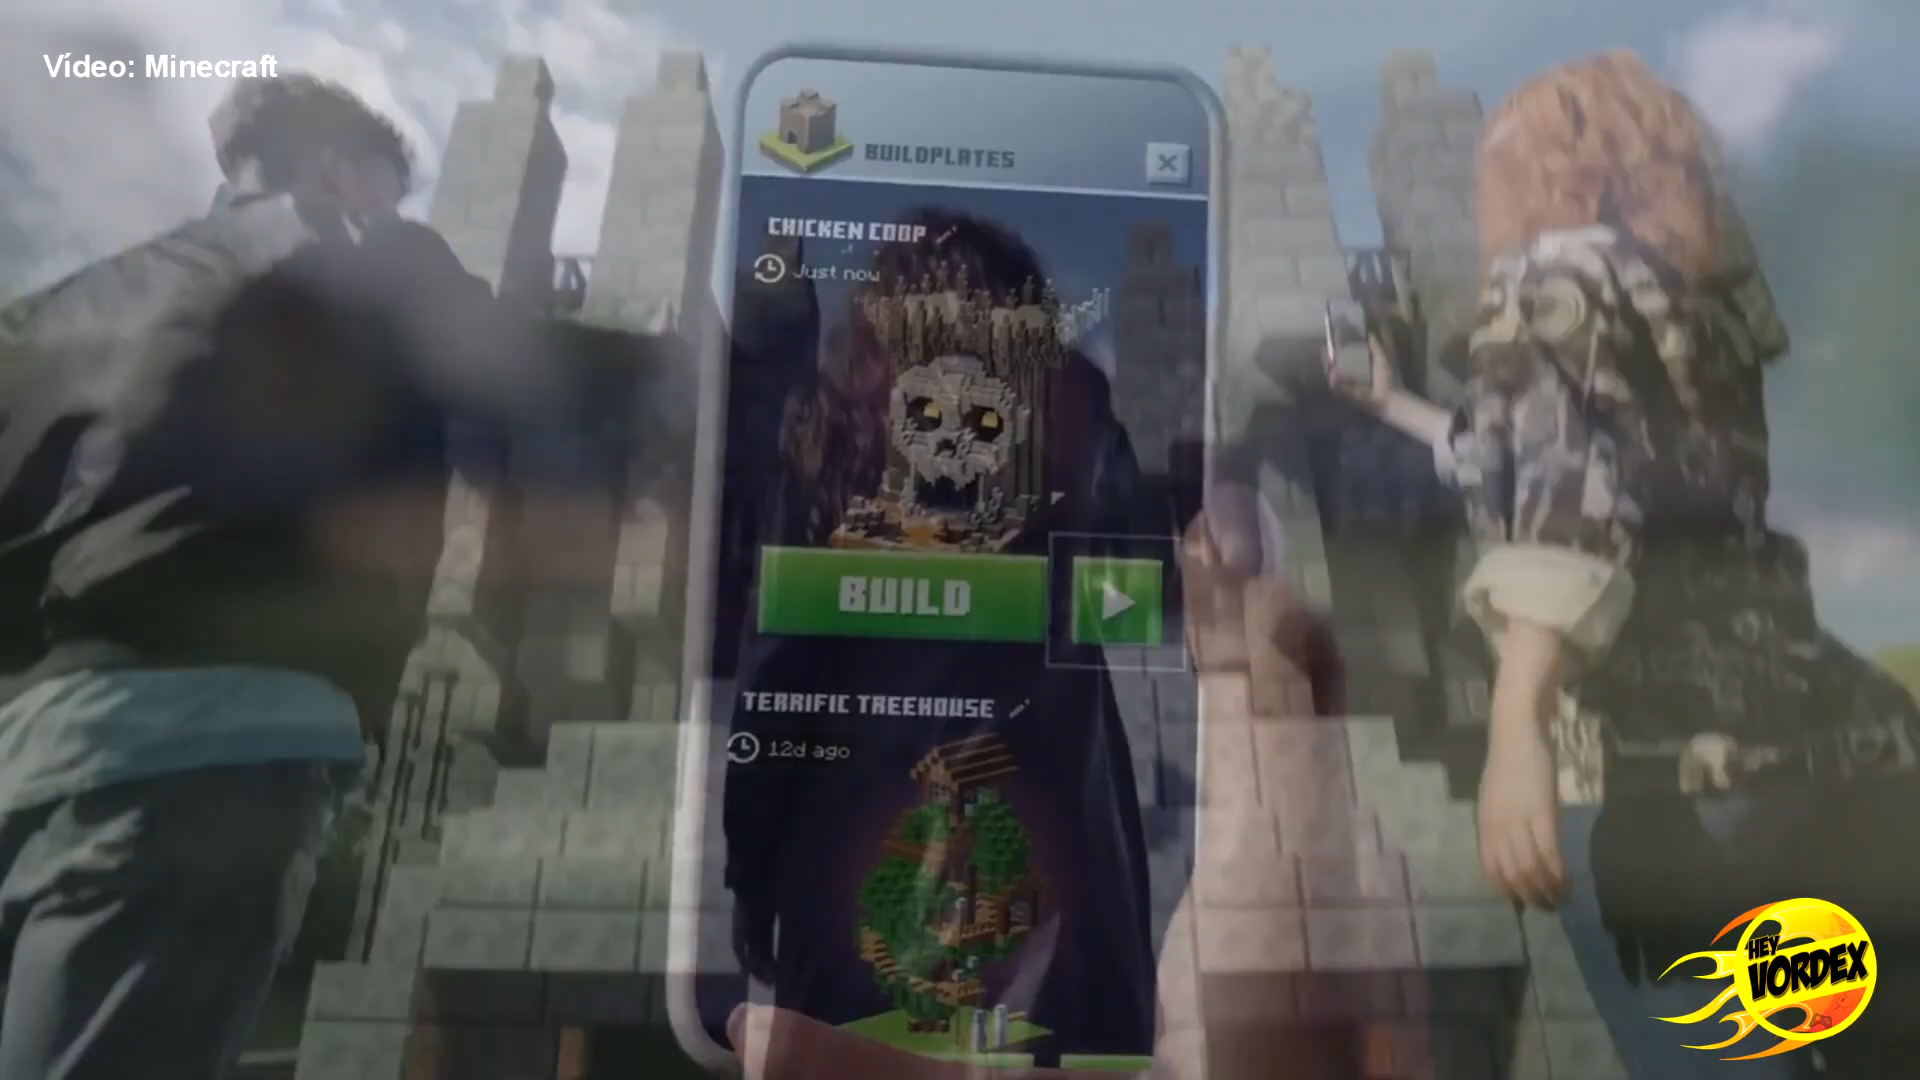 Vídeo: Minecraft
BUILDPLATES
CHICKEN COOP
Just now
BUILD
TERRIFIC TREEHOUSE
12d ago
HEY
VORDEX